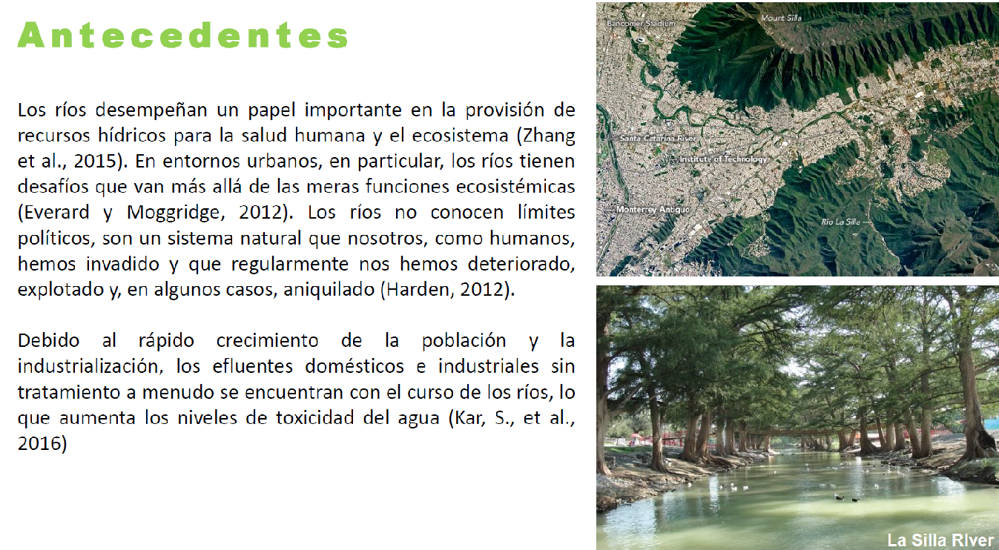 Antecedentes
Los ríos desempeñan un papel importante en la provisión de
recursos hídricos para la salud humana y el ecosistema (Zhang
et al., 2015). En entornos urbanos, en particular, los ríos tienen
desafíos que van más allá de las meras funciones ecosistémicas
(Everard y Moggridge, 2012). Los ríos no conocen límites
políticos, son un sistema natural que nosotros, como humanos,
hemos invadido y que regularmente nos hemos deteriorado,
explotado y, en algunos casos, aniquilado (Harden, 2012).
Debido al rápido crecimiento de la población y la
industrialización, los efluentes domésticos e industriales sin
tratamiento a menudo se encuentran con el curso de los ríos, lo
que aumenta los niveles de toxicidad del agua (Kar, S., et al.,
2016)
Mount Silla
Bancomer Stadium
Santa Catarina River
Institute of Technology
Monterrey Antiguo
Rio La Silla
La Silla RIver